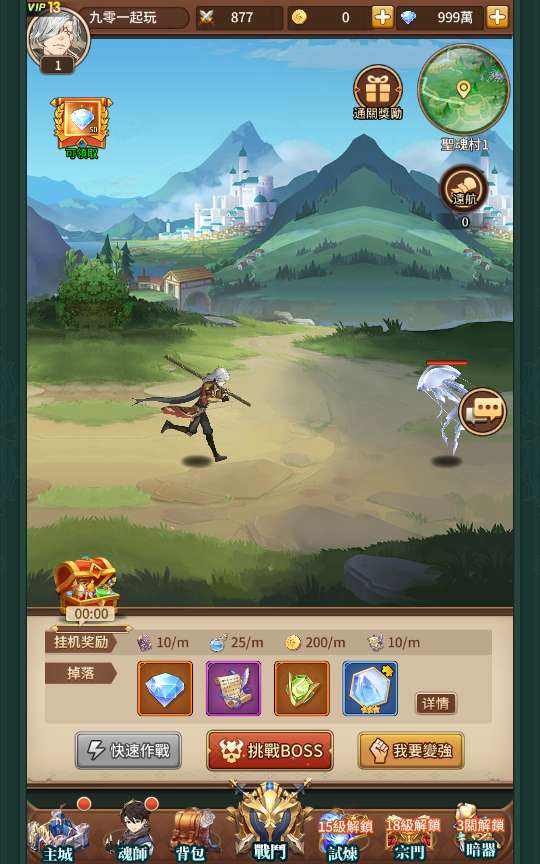 VIP 13
九零一起玩
877
0
999萬
1
50
可領取
通關獎勵
聖魂村1
遠航
0
00:00
挂机奖励
10/m
25/m
200/m
10/m
掉落
详情
快速作戰
挑戰BOSS
我要變強
主城
魂師
背包
戰鬥
15級解鎖
試煉
18級解鎖
宗門
3關解鎖
暗器